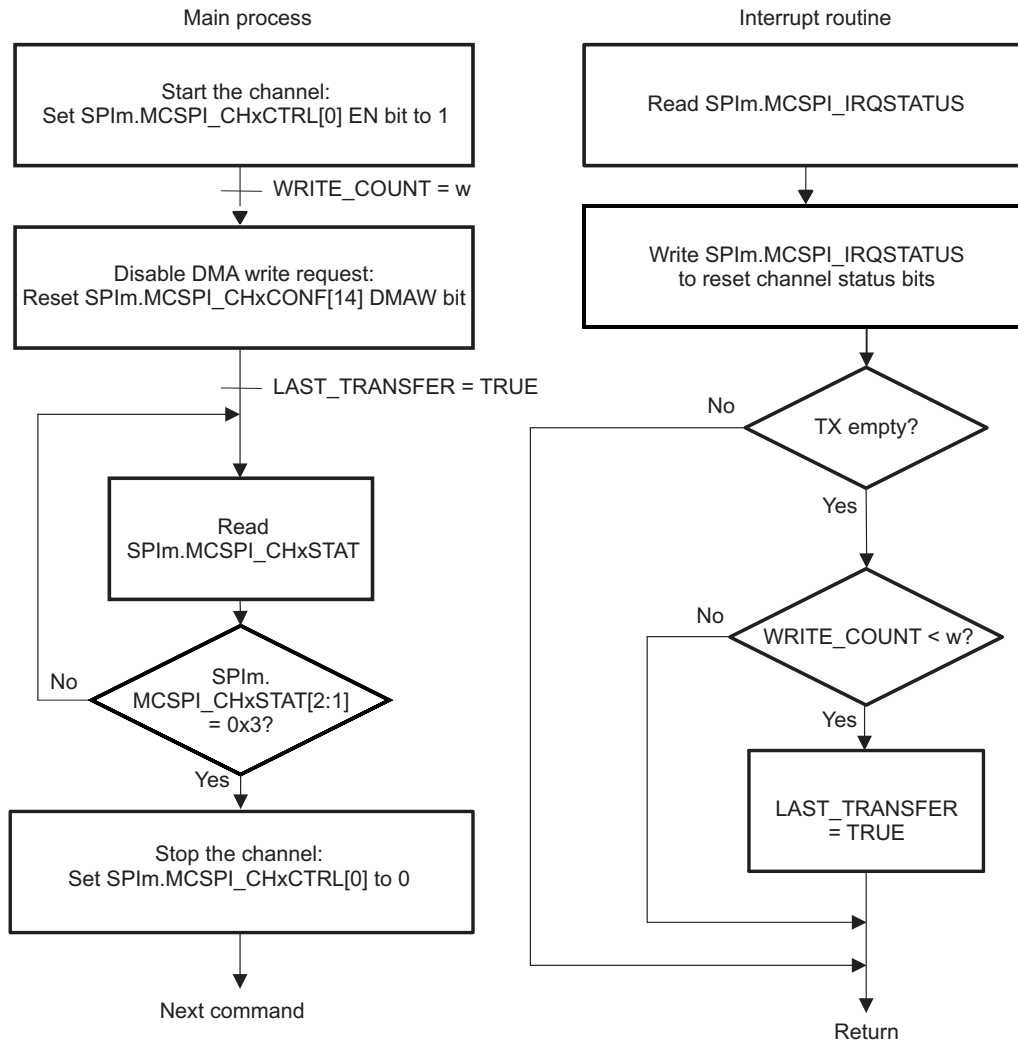 Main process
Start the channel:
Set SPIm.MCSPI_CHxCTRL[0] EN bit to 1
WRITE_COUNT = w
Disable DMA write request:
Reset SPIm.MCSPI_CHxCONF[14] DMAW bit
LAST_TRANSFER = TRUE
Read
SPIm.MCSPI_CHxSTAT
No
SPIm.
MCSPI_CHxSTAT[2:1]
= 0x3?
Yes
Stop the channel:
Set SPIm.MCSPI_CHxCTRL[0] to 0
Next command
Interrupt routine
Read SPIm.MCSPI_IRQSTATUS
Write SPIm.MCSPI_IRQSTATUS
to reset channel status bits
No
TX empty?
Yes
No
WRITE_COUNT < w?
Yes
LAST_TRANSFER
= TRUE
Return